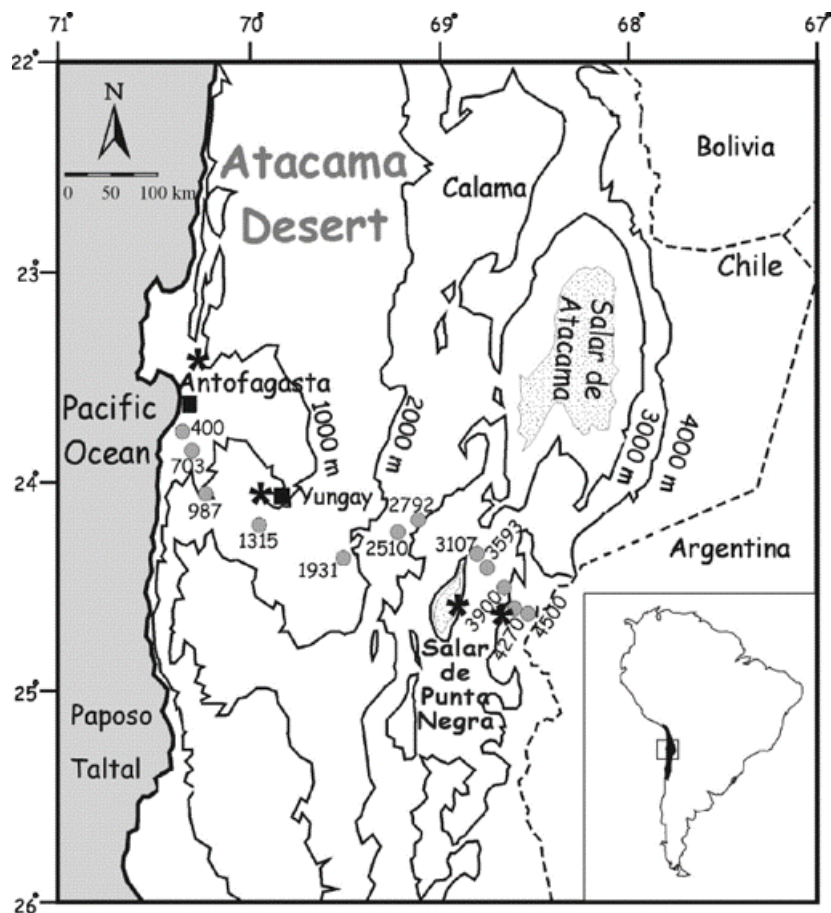 71°
70°
69°
68°
67°
22°
N
0 50 100 km
Atacama
Desert
Calama
Bolivia
Chile
23°
Salar de
Atacama
Antofagasta
Pacific
Ocean
400
703
987
1000 m
2000 m
3000 m
4000 m
24°
Yungay
1315
1931
2510
2792
3107
3593
3900
4270
4500
Argentina
Salar
de
Punta
Negra
25°
Paposo
Taltal
26°